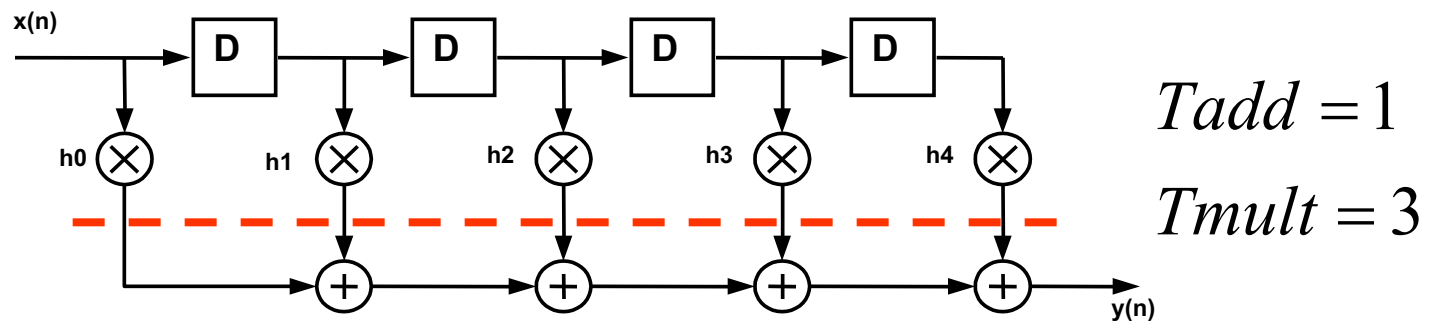 x(n)
D D D D
Tadd = 1
h0 h1 h2 h3 h4
Tmult = 3
+ + + +
y(n)